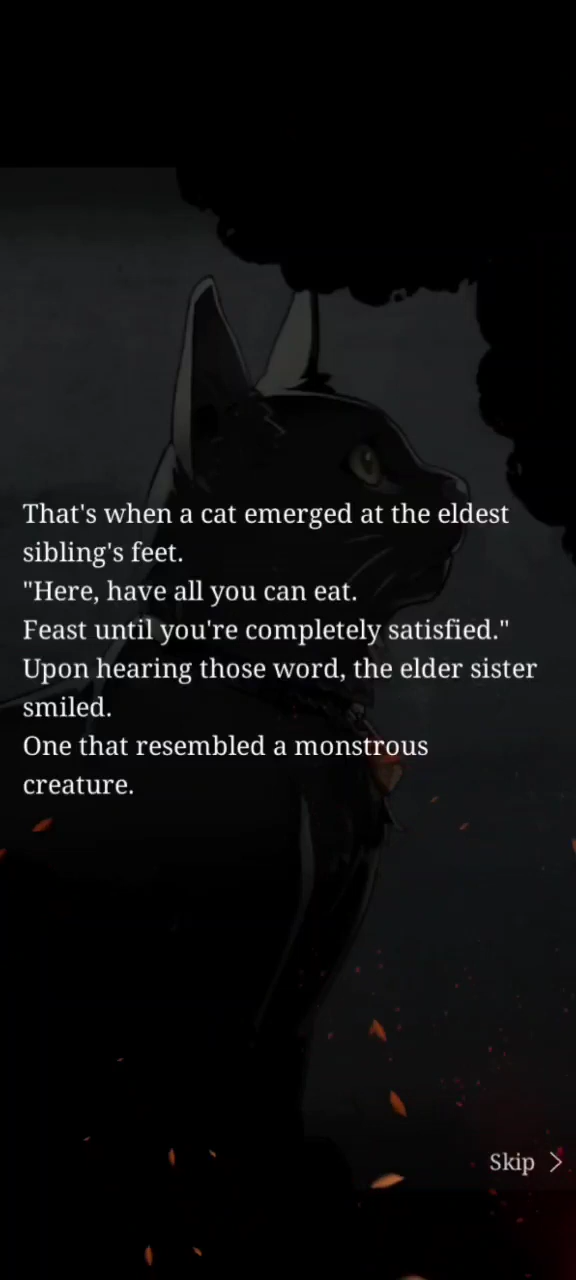 That's when a cat emerged at the eldest
sibling's feet.
"Here, have all you can eat.
Feast until you're completely satisfied."
Upon hearing those word, the elder sister
smiled.
One that resembled a monstrous
creature.
Skip